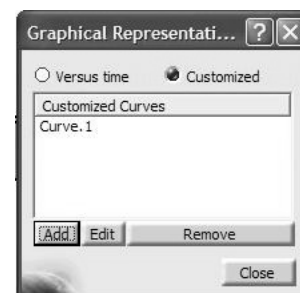 Graphical Representati...
Versus time Customized
Customized Curves
Curve.1
Add Edit Remove
Close